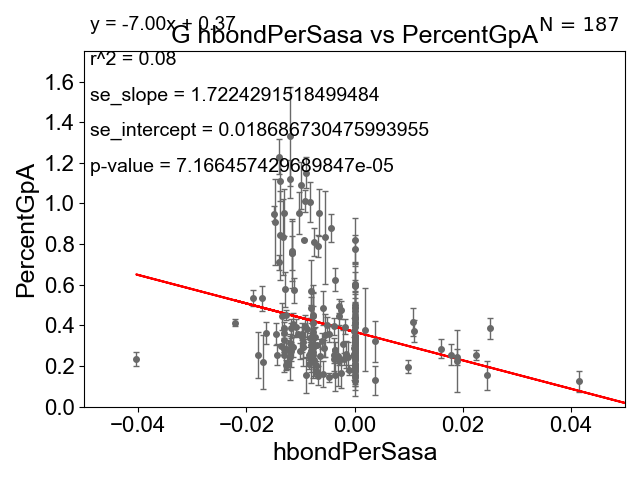 y = -7.00x + 0.37
N = 187
G hbondPerSasa vs PercentGpA
r^2 = 0.08
se_slope = 1.7224291518499484
se_intercept = 0.018686730475993955
p-value = 7.166457429689847e-05
PercentGpA
1.6
1.4
1.2
1.0
0.8
0.6
0.4
0.2
0.0
−0.04
−0.02
0.00
0.02
0.04
hbondPerSasa